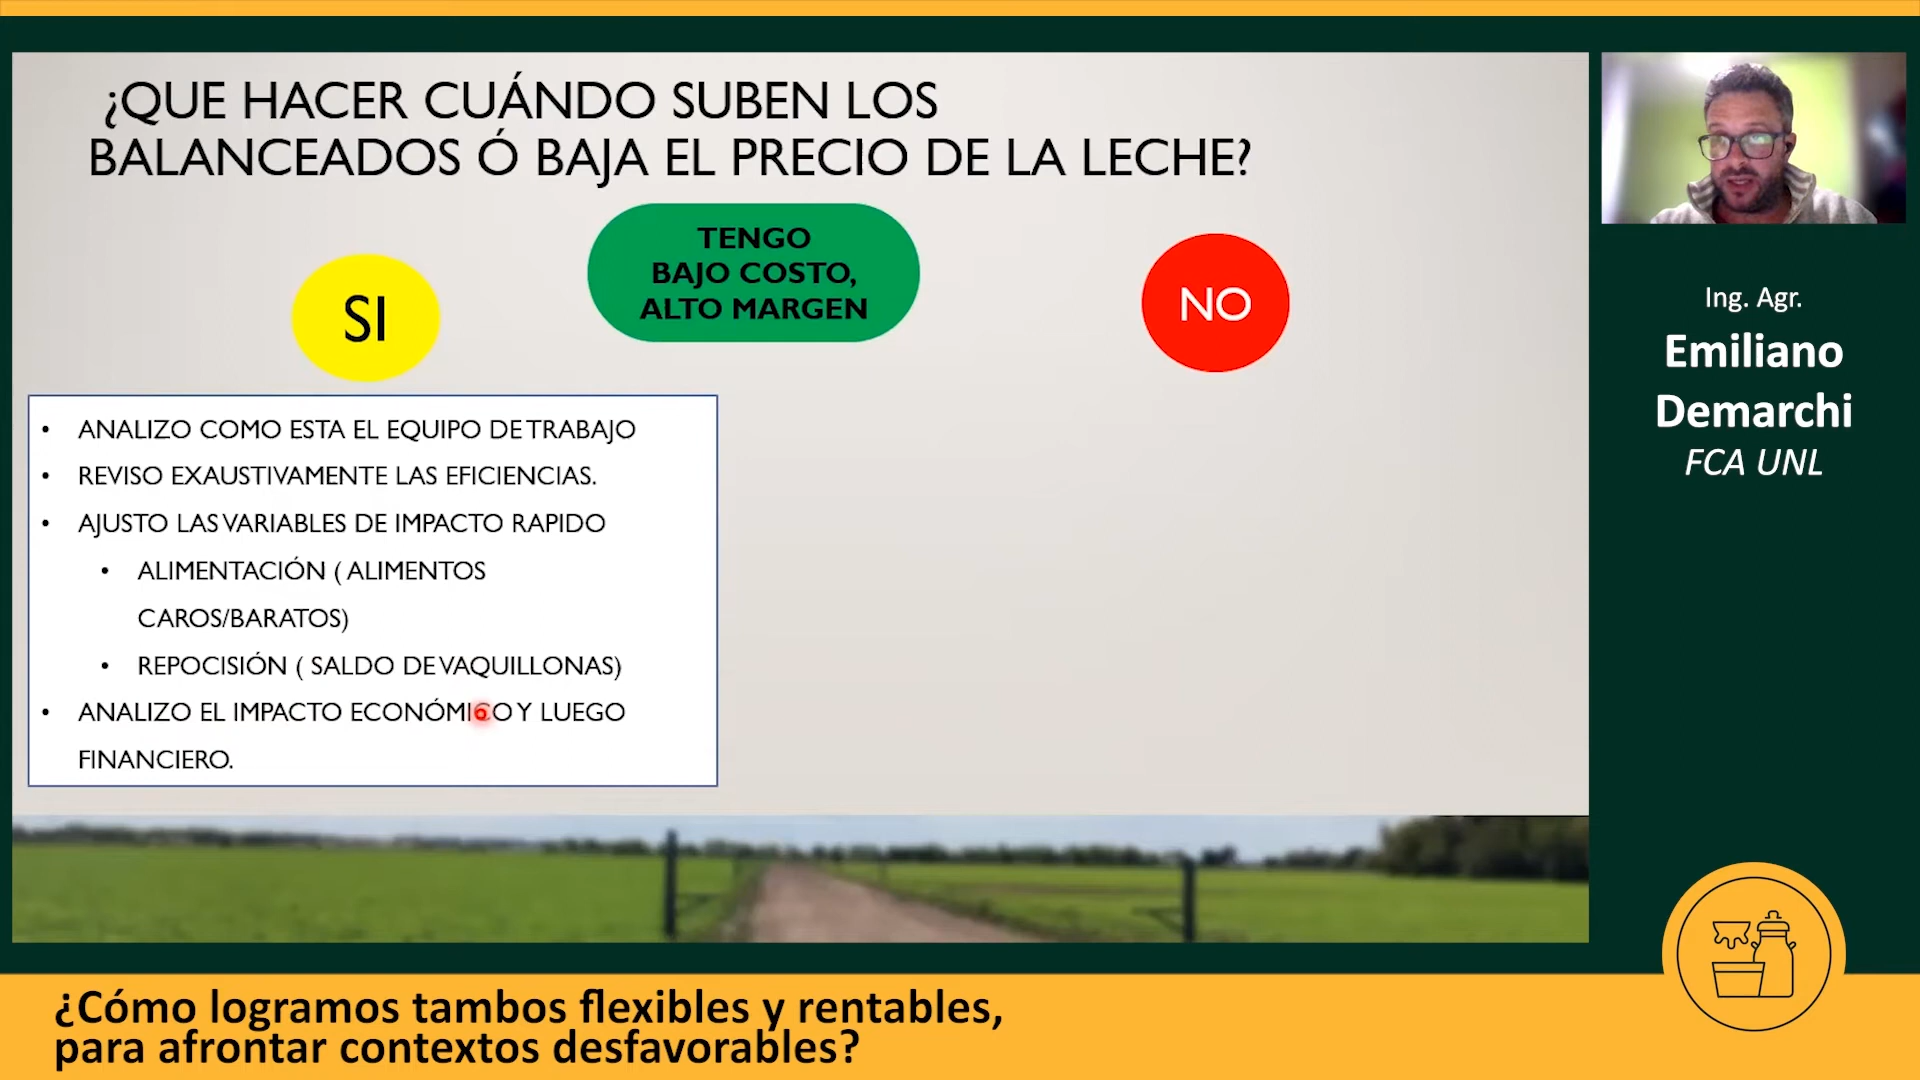 ¿QUE HACER CUÁNDO SUBEN LOS
BALANCEADOS Ó BAJA EL PRECIO DE LA LECHE?
SI
TENGO
BAJO COSTO,
ALTO MARGEN
NO
• ANALIZO COMO ESTA EL EQUIPO DE TRABAJO
• REVISO EXAUSTIVAMENTE LAS EFICIENCIAS.
• AJUSTO LAS VARIABLES DE IMPACTO RAPIDO
• ALIMENTACIÓN ( ALIMENTOS
CAROS/BARATOS)
• REPOCISIÓN ( SALDO DE VAQUILLONAS)
• ANALIZO EL IMPACTO ECONÓMICO Y LUEGO
FINANCIERO.
Ing. Agr.
Emiliano
Demarchi
FCA UNL
¿Cómo logramos tambos flexibles y rentables,
para afrontar contextos desfavorables?